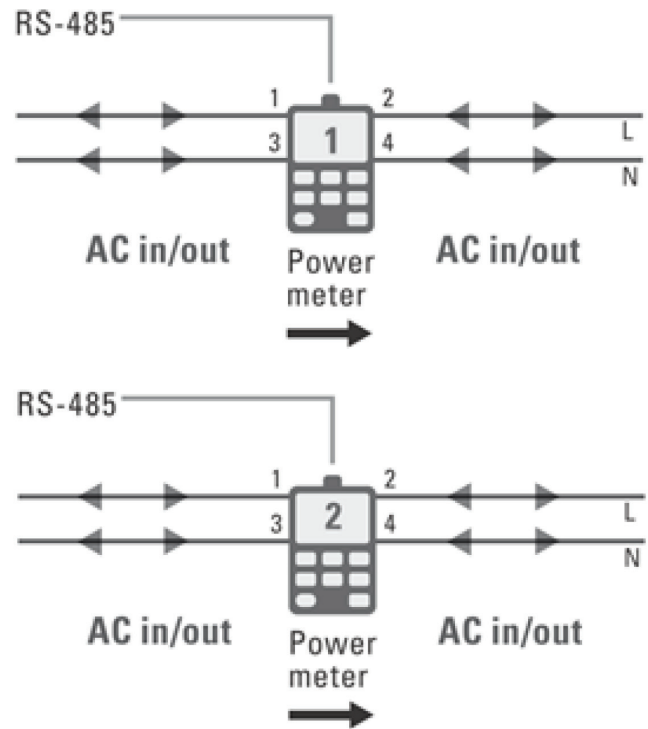 RS-485
1 2
1
3 4
L
N
AC in/out AC in/out
Power
meter
RS-485
1 2
2
3 4
L
N
AC in/out AC in/out
Power
meter